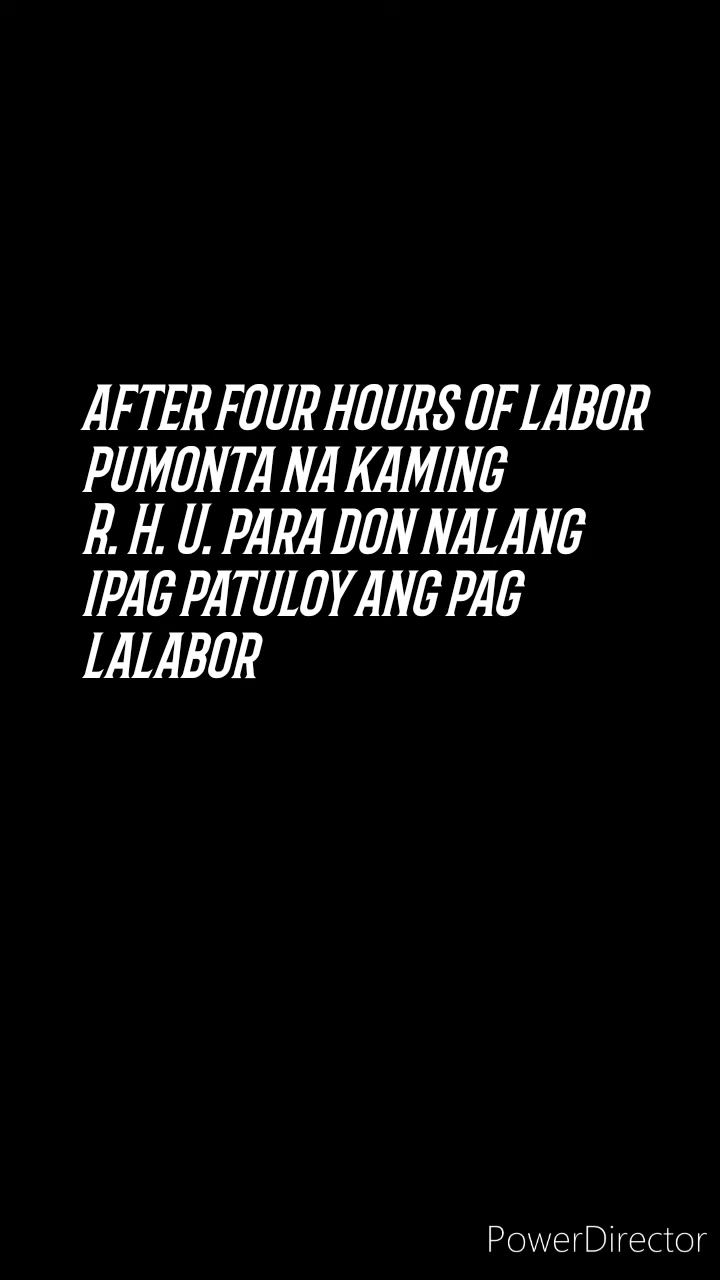 AFTER FOUR HOURS OF LABOR
PUMONTA NA KAMING
R. H. U. PARA DON NALANG
IPAG PATULOY ANG PAG
LALABOR
PowerDirector